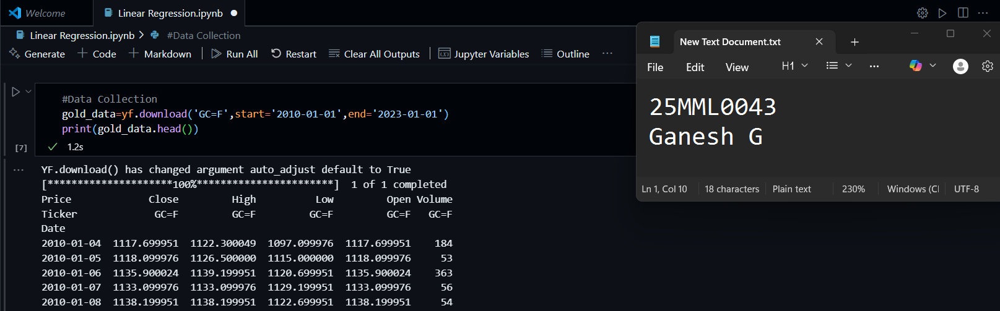 Welcome
Linear Regression.ipynb
Linear Regression.ipynb > #Data Collection
Generate + Code + Markdown Run All Restart Clear All Outputs Jupyter Variables Outline ...
#Data Collection
gold_data=yf.download('GC=F',start='2010-01-01',end='2023-01-01')
print(gold_data.head())
[7] 1.2s
YF.download() has changed argument auto_adjust default to True
[*********************100%***********************]  1 of 1 completed
Price Close High Low Open Volume
Ticker GC=F GC=F GC=F GC=F GC=F
Date
2010-01-04 1117.699951 1122.300049 1097.099976 1117.699951 184
2010-01-05 1118.099976 1126.500000 1115.000000 1118.099976 53
2010-01-06 1135.900024 1139.199951 1120.699951 1135.900024 363
2010-01-07 1133.099976 1133.099976 1129.199951 1133.099976 56
2010-01-08 1138.199951 1138.199951 1122.699951 1138.199951 54
New Text Document.txt
File Edit View H1 ...
25MML0043
Ganesh G
Ln 1, Col 10 18 characters Plain text 230% Windows (Cl UTF-8